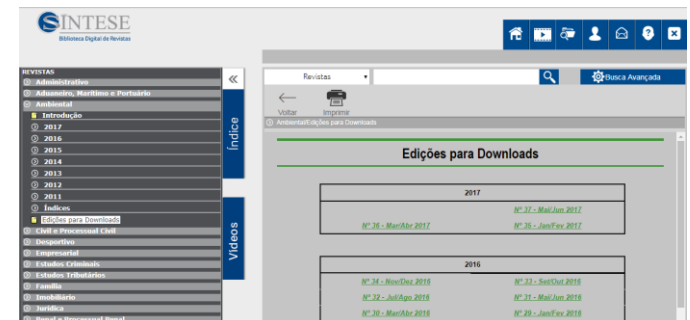 SÍNTESE
Biblioteca Digital de Revistas
REVISTAS
Administrativo
Aduaneiro, Marítimo e Portuário
Ambiental
Introdução
2017
2016
2015
2014
2013
2012
2011
Índices
Edições para Downloads
Civil e Processual Civil
Desportivo
Empresarial
Estudos Criminais
Estudos Tributários
Família
Imobiliário
Jurídica
Penal e Processual Penal
Índice
Vídeos
Revistas
Busca Avançada
Voltar
Imprimir
Ambiental/Edições para Downloads
Edições para Downloads
2017
Nº 37 - Mai/Jun 2017
Nº 36 - Mar/Abr 2017 Nº 35 - Jan/Fev 2017
2016
Nº 34 - Nov/Dez 2016 Nº 33 - Set/Out 2016
Nº 32 - Jul/Ago 2016 Nº 31 - Mai/Jun 2016
Nº 30 - Mar/Abr 2016 Nº 29 - Jan/Fev 2016